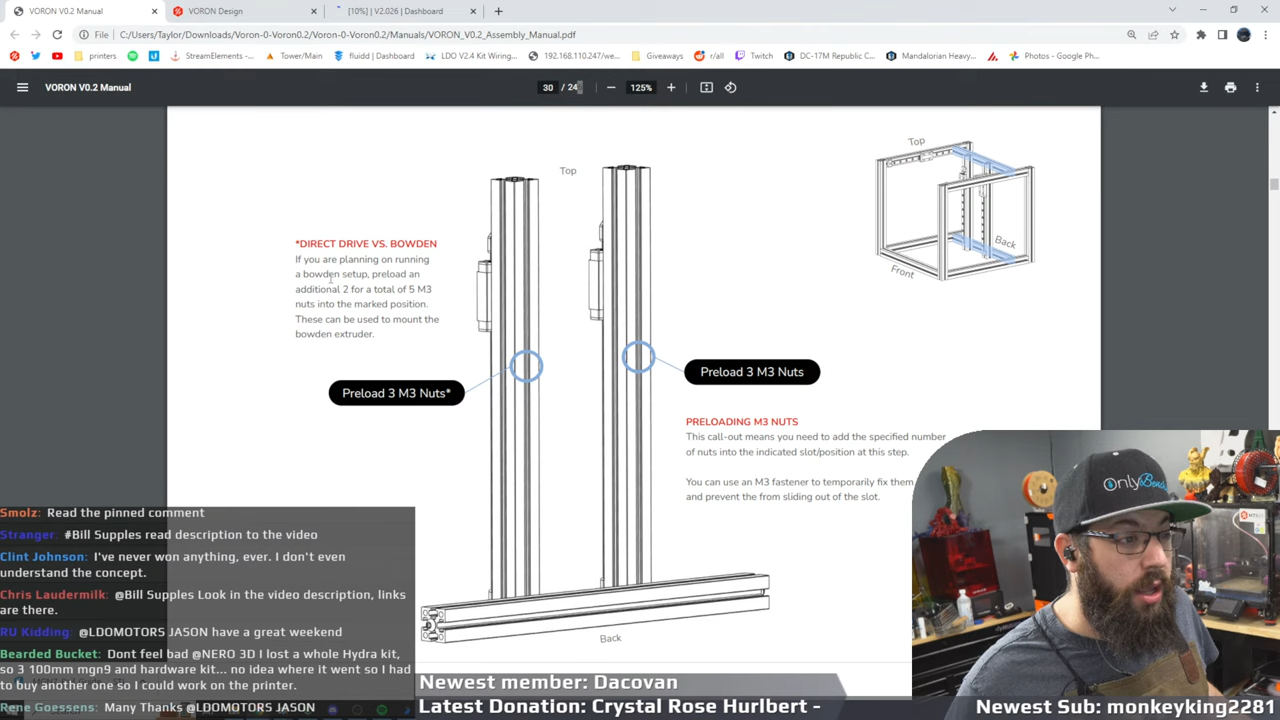 VORON V0.2 Manual
VORON Design
[10%] | V2.026 | Dashboard
File
C:/Users/Taylor/Downloads/Voron-0-Voron0.2/Voron-0-Voron0.2/Manuals/VORON_V0.2_Assembly_Manual.pdf
printers
StreamElements -...
Tower/Main
fluidd | Dashboard
LDO V2.4 Kit Wiring...
192.168.110.247/we...
Giveaways
r/all
Twitch
DC-17M Republic C...
Mandalorian Heavy...
Photos - Google Ph...
VORON V0.2 Manual
30 / 24
125%
Top
Top
Back
Front
*DIRECT DRIVE VS. BOWDEN
If you are planning on running
a bowden setup, preload an
additional 2 for a total of 5 M3
nuts into the marked position.
These can be used to mount the
bowden extruder.
Preload 3 M3 Nuts*
Preload 3 M3 Nuts
PRELOADING M3 NUTS
This call-out means you need to add the specified number
of nuts into the indicated slot/position at this step.
You can use an M3 fastener to temporarily fix them
and prevent the from sliding out of the slot.
Back
Only
Smolz: Read the pinned comment
Stranger: #Bill Supples read description to the video
Clint Johnson: I've never won anything, ever. I don't even
understand the concept.
Chris Laudermilk: @Bill Supples Look in the video description, links
are there.
RU Kidding: @LDOMOTORS JASON have a great weekend
Bearded Bucket: Dont feel bad @NERO 3D I lost a whole Hydra kit,
so 3 100mm mgn9 and hardware kit... no idea where it went so I had
to buy another one so I could work on the printer.
Rene Goessens: Many Thanks @LDOMOTORS JASON
Newest member: Dacovan
Latest Donation: Crystal Rose Hurlbert -
Newest Sub: monkeyking2281